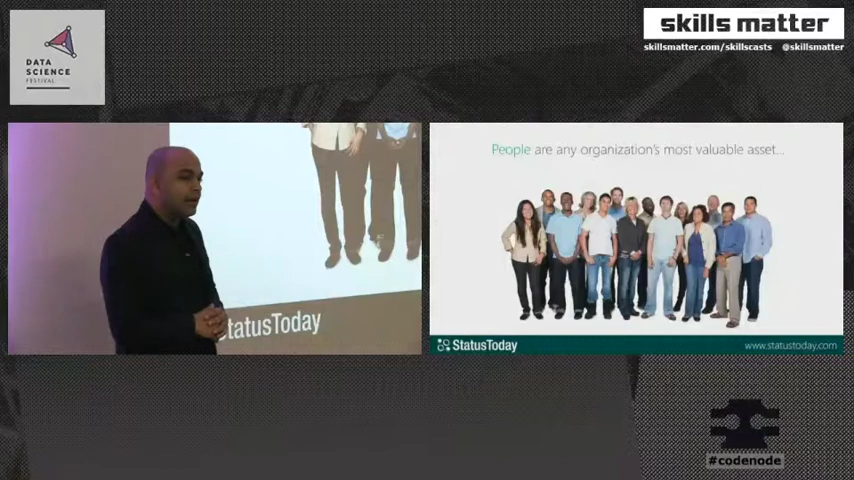 DATA
SCIENCE
FESTIVAL
skills matter
skillsmatter.com/skillscasts @skillsmatter
People are any organization's most valuable asset...
StatusToday
StatusToday
www.statustoday.com
#codenode